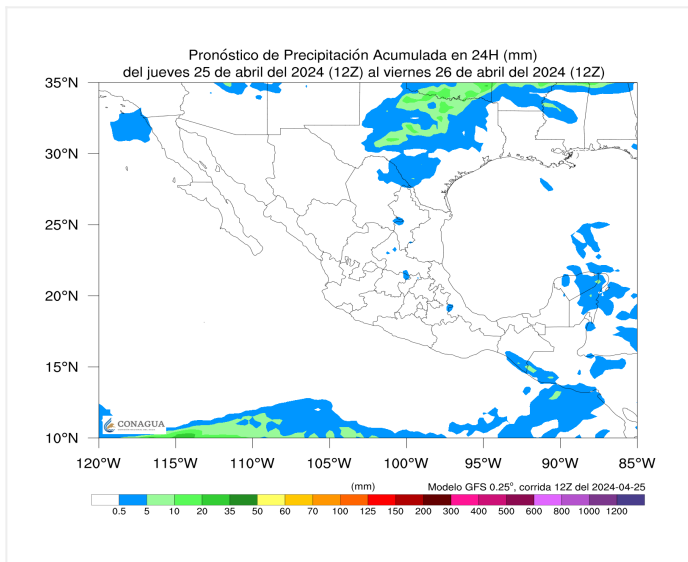 Pronóstico de Precipitación Acumulada en 24H (mm)
del jueves 25 de abril del 2024 (12Z) al viernes 26 de abril del 2024 (12Z)
35°N
30°N
25°N
20°N
15°N
10°N
CONAGUA
120°W 115°W 110°W 105°W 100°W 95°W 90°W 85°W
(mm) Modelo GFS 0.25°, corrida 12Z del 2024-04-25
0.5 5 10 20 35 50 60 70 100 125 150 200 300 400 500 600 800 1000 1200